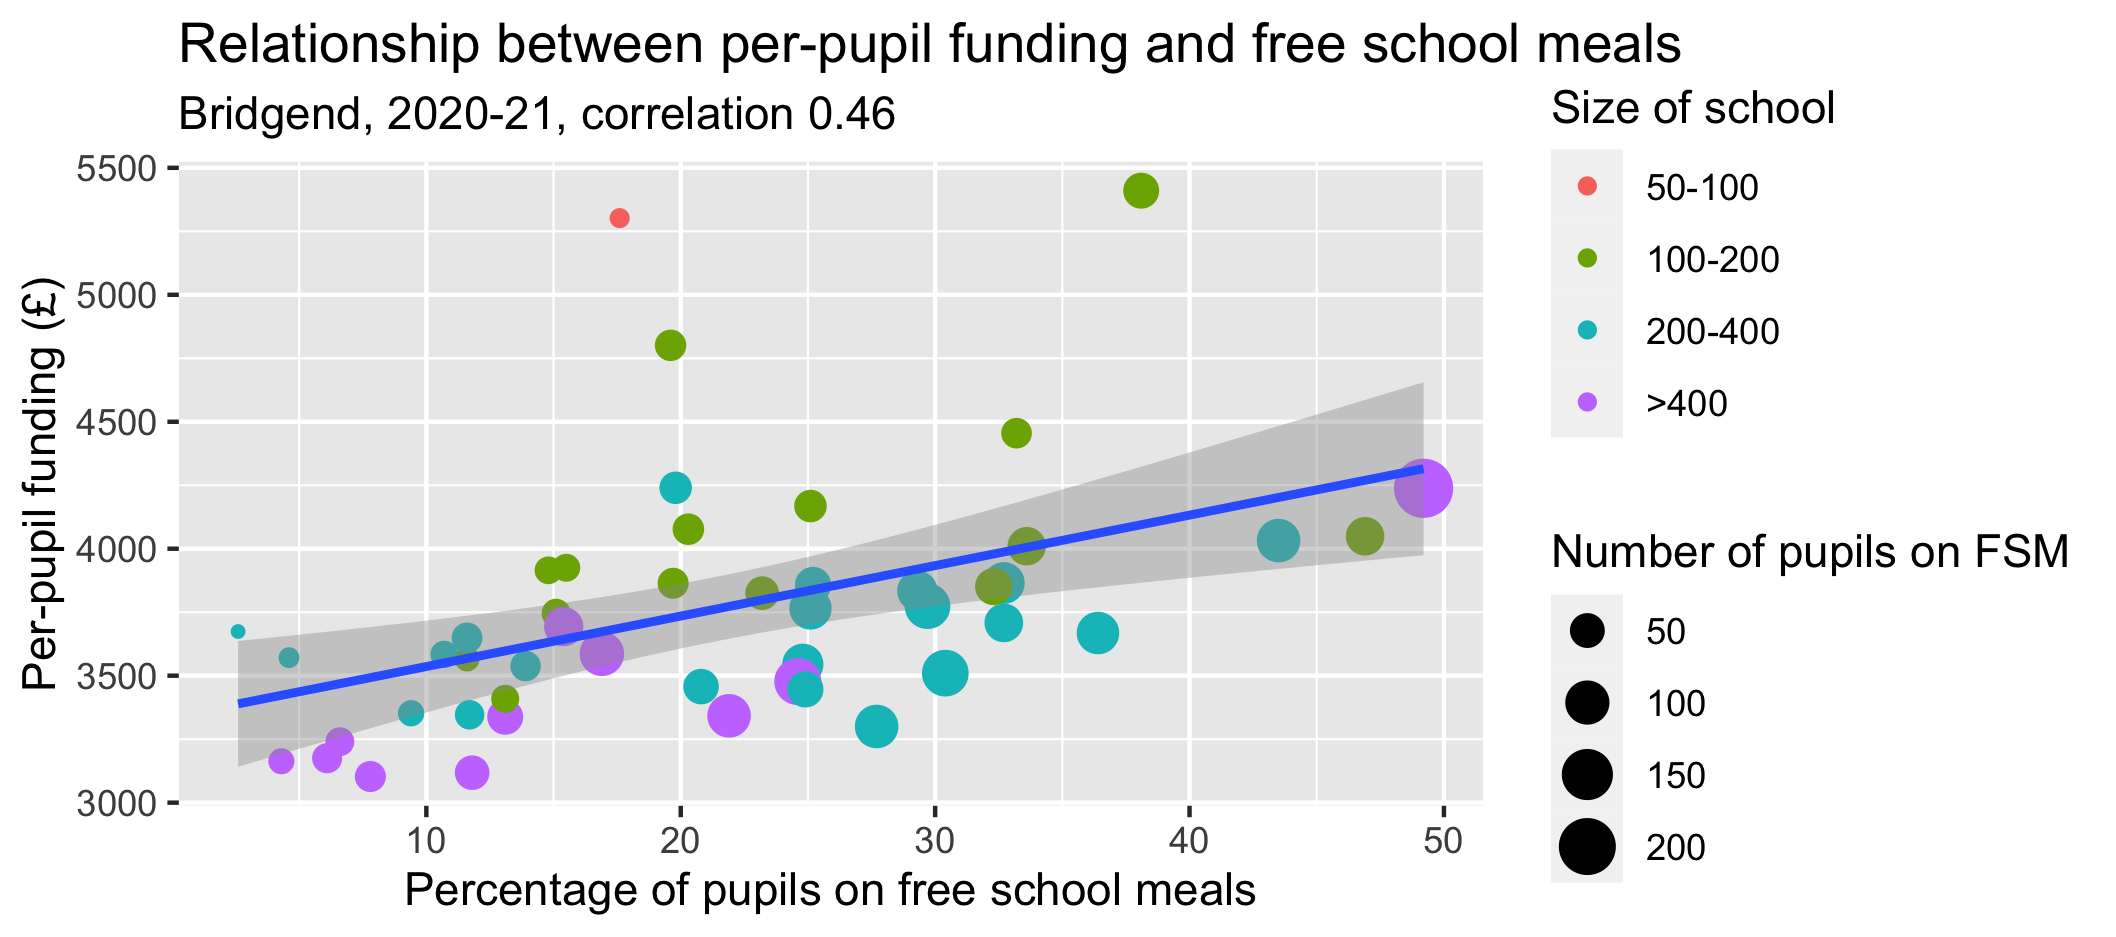 Relationship between per-pupil funding and free school meals
Bridgend, 2020-21, correlation 0.46
Per-pupil funding (£)
5500
5000
4500
4000
3500
3000
10 20 30 40 50
Percentage of pupils on free school meals
Size of school
50-100
100-200
200-400
>400
Number of pupils on FSM
50
100
150
200